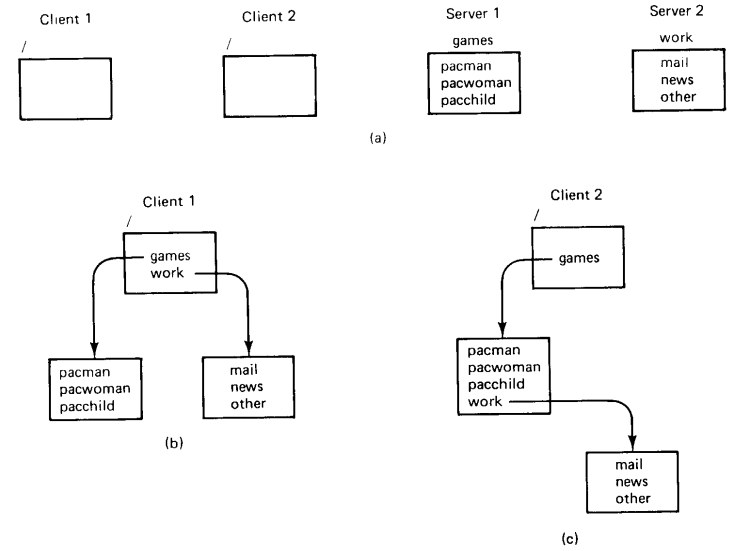 Client 1
Client 2
Server 1
Server 2
/
/
games
work
pacman
pacwoman
pacchild
mail
news
other
(a)
Client 1
/
games
work
pacman
pacwoman
pacchild
mail
news
other
(b)
Client 2
/
games
pacman
pacwoman
pacchild
work
mail
news
other
(c)